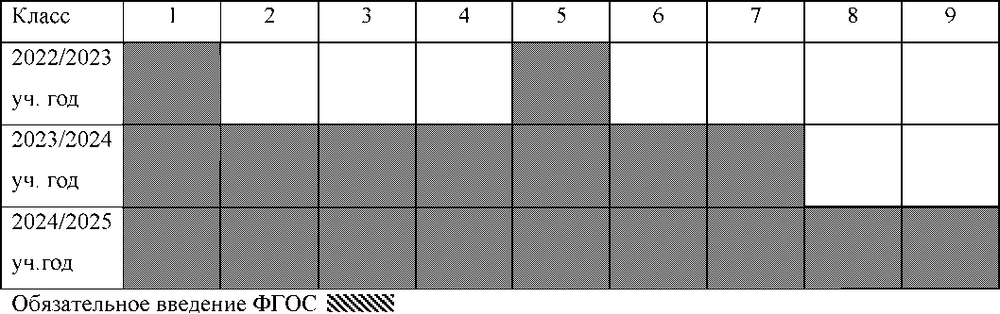 Класс 1 2 3 4 5 6 7 8 9
2022/2023
уч. год
2023/2024
уч. год
2024/2025
уч.год
Обязательное введение ФГОС